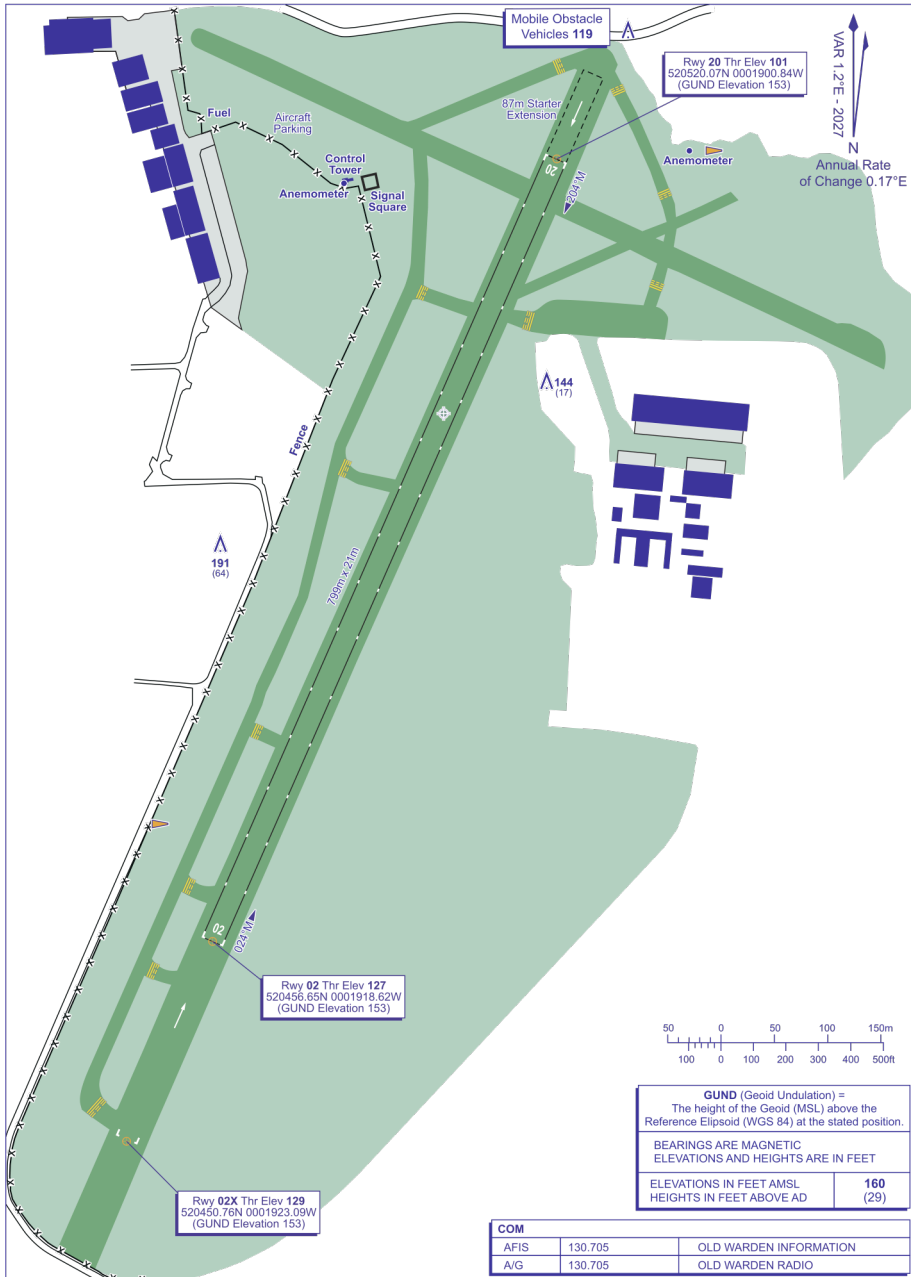 Mobile Obstacle
Vehicles 119
Rwy 20 Thr Elev 101
520520.07N 0001900.84W
(GUND Elevation 153)
VAR 1.2°E - 2027
N
Annual Rate
of Change 0.17°E
87m Starter
Extension
Fuel
Aircraft
Parking
Control
Tower
Anemometer
Signal
Square
Anemometer
20
204°M
144
(17)
Fence
191
(64)
799m x 21m
02
024°M
Rwy 02 Thr Elev 127
520456.65N 0001918.62W
(GUND Elevation 153)
Rwy 02X Thr Elev 129
520450.76N 0001923.09W
(GUND Elevation 153)
50 0 50 100 150m
100 0 100 200 300 400 500ft
GUND (Geoid Undulation) =
The height of the Geoid (MSL) above the
Reference Elipsoid (WGS 84) at the stated position.
BEARINGS ARE MAGNETIC
ELEVATIONS AND HEIGHTS ARE IN FEET
ELEVATIONS IN FEET AMSL 160
HEIGHTS IN FEET ABOVE AD (29)
COM
AFIS 130.705 OLD WARDEN INFORMATION
A/G 130.705 OLD WARDEN RADIO